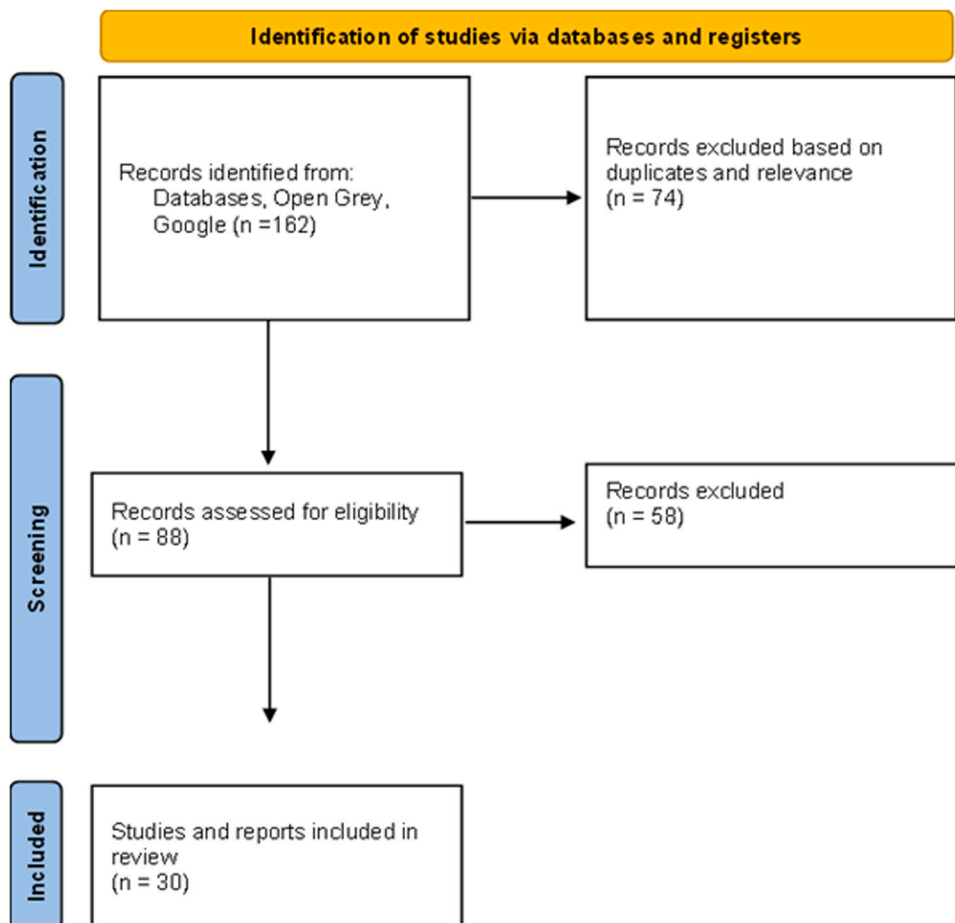 Identification of studies via databases and registers
Identification
Records identified from:
Databases, Open Grey,
Google (n =162)
Records excluded based on
duplicates and relevance
(n = 74)
Screening
Records assessed for eligibility
(n = 88)
Records excluded
(n = 58)
Included
Studies and reports included in
review
(n = 30)